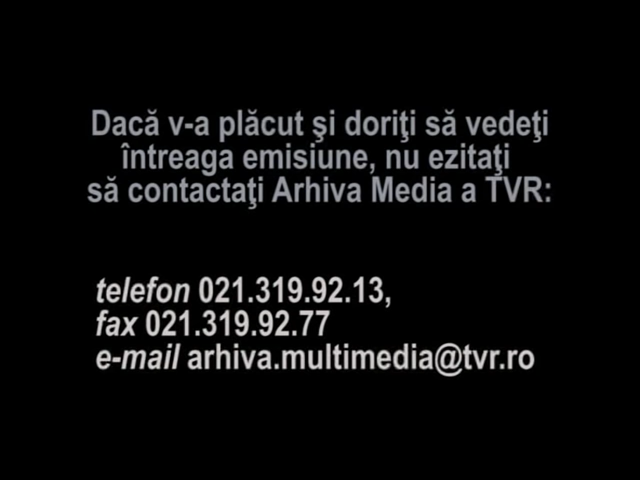 Dacă v-a plăcut şi doriţi să vedeţi
întreaga emisiune, nu ezitaţi
să contactaţi Arhiva Media a TVR:
telefon 021.319.92.13,
fax 021.319.92.77
e-mail arhiva.multimedia@tvr.ro